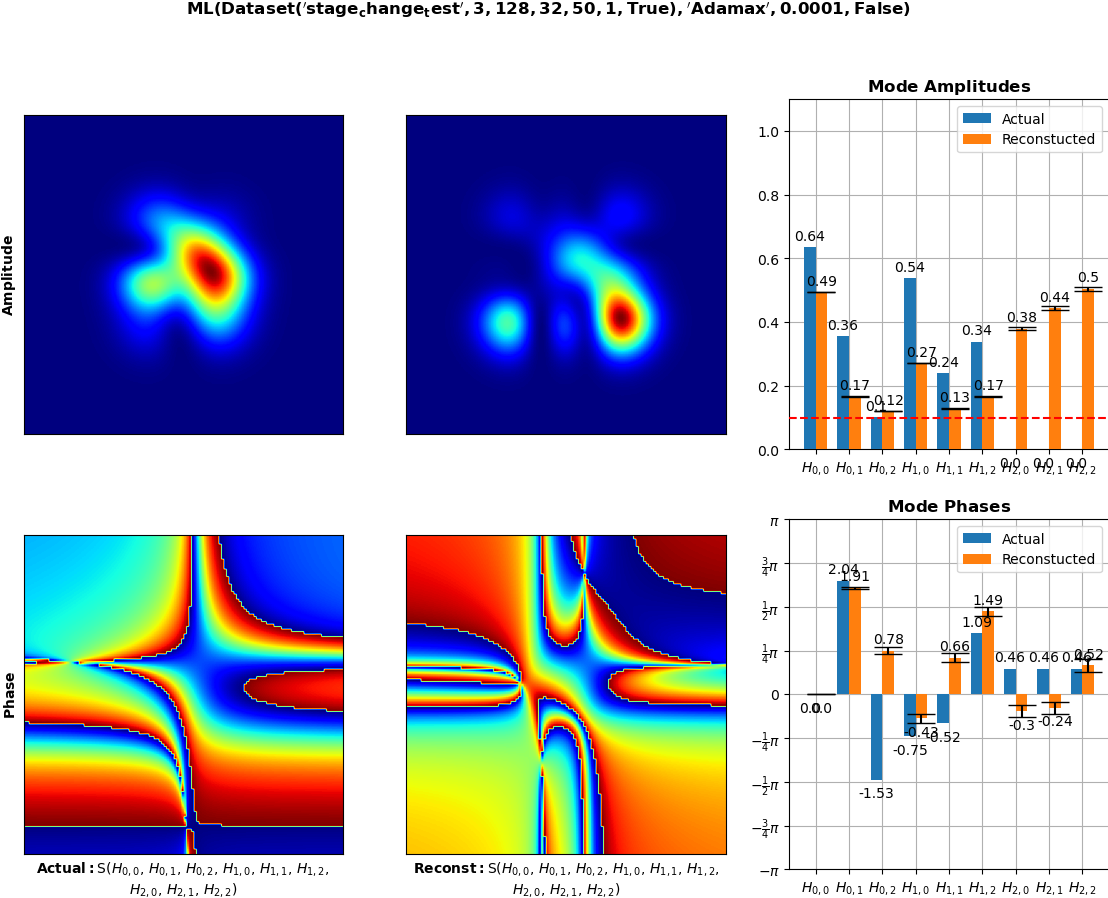 ML(Dataset('stage_change_test', 3, 128, 32, 50, 1, True), 'Adamax', 0.0001, False)
Amplitude
Mode Amplitudes
Actual
Reconstucted
1.0
0.8
0.6
0.4
0.2
0.0
0.64
0.49
0.36
0.17
0.1
0.12
0.54
0.27
0.24
0.13
0.34
0.17
0.0
0.38
0.0
0.44
0.0
0.5
H0,0 H0,1 H0,2 H1,0 H1,1 H1,2 H2,0 H2,1 H2,2
Phase
Actual: S(H0,0, H0,1, H0,2, H1,0, H1,1, H1,2,
H2,0, H2,1, H2,2)
Reconst: S(H0,0, H0,1, H0,2, H1,0, H1,1, H1,2,
H2,0, H2,1, H2,2)
Mode Phases
Actual
Reconstucted
π
3/4π
1/2π
1/4π
0
−1/4π
−1/2π
−3/4π
−π
0.0
0.0
2.04
1.91
-1.53
0.78
-0.75
-0.43
-0.52
0.66
1.09
1.49
0.46
-0.3
0.46
-0.24
0.46
0.52
H0,0 H0,1 H0,2 H1,0 H1,1 H1,2 H2,0 H2,1 H2,2